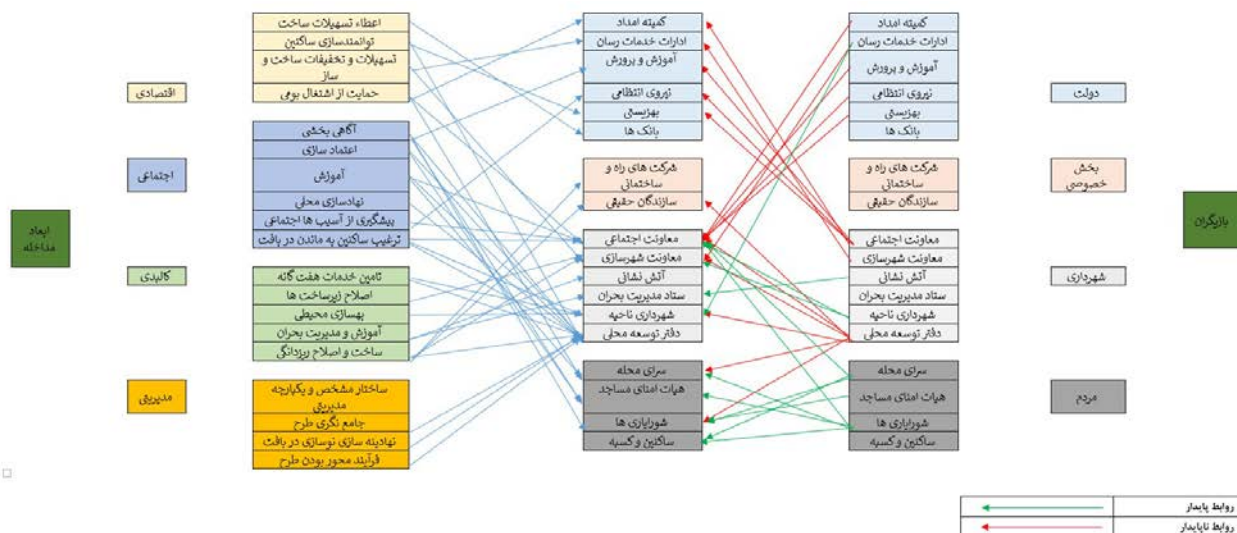 بازیگران
دولت
بخش
خصوصی
شهرداری
مردم
کمیته امداد
ادارات خدمات رسان
آموزش و پرورش
نیروی انتظامی
بهزیستی
بانک ها
شرکت های راه و
ساختمانی
سازندگان حقیقی
معاونت اجتماعی
معاونت شهرسازی
آتش نشانی
ستاد مدیریت بحران
شهرداری ناحیه
دفتر توسعه محلی
سرای محله
هیات امنای مساجد
شورایاری ها
ساکنین و کسبه
کمیته امداد
ادارات خدمات رسان
آموزش و پرورش
نیروی انتظامی
بهزیستی
بانک ها
شرکت های راه و
ساختمانی
سازندگان حقیقی
معاونت اجتماعی
معاونت شهرسازی
آتش نشانی
ستاد مدیریت بحران
شهرداری ناحیه
دفتر توسعه محلی
سرای محله
هیات امنای مساجد
شورایاری ها
ساکنین و کسبه
اعطاء تسهیلات ساخت
توانمندسازی ساکنین
تسهیلات و تخفیفات ساخت و
ساز
حمایت از اشتغال بومی
آگاهی بخشی
اعتماد سازی
آموزش
نهادسازی محلی
پیشگیری از آسیب ها اجتماعی
ترغیب ساکنین به ماندن در بافت
تامین خدمات هفت گانه
اصلاح زیرساخت ها
بهسازی محیطی
آموزش و مدیریت بحران
ساخت و اصلاح ریزدانگی
ساختار مشخص و یکپارچه
مدیریتی
جامع نگری طرح
نهادینه سازی نوسازی در بافت
فرآیند محور بودن طرح
اقتصادی
اجتماعی
کالبدی
مدیریتی
ابعاد
مداخله
روابط پایدار
روابط ناپایدار